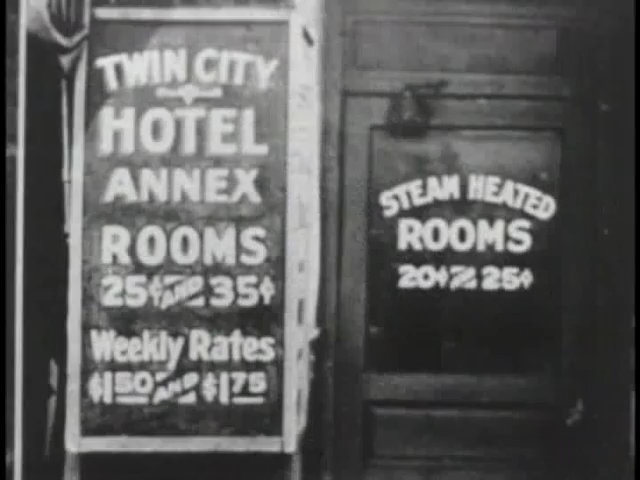 TWIN CITY
HOTEL
ANNEX
ROOMS
25¢ AND 35¢
Weekly Rates
$1.50 AND $1.75
STEAM HEATED
ROOMS
20¢ & 25¢